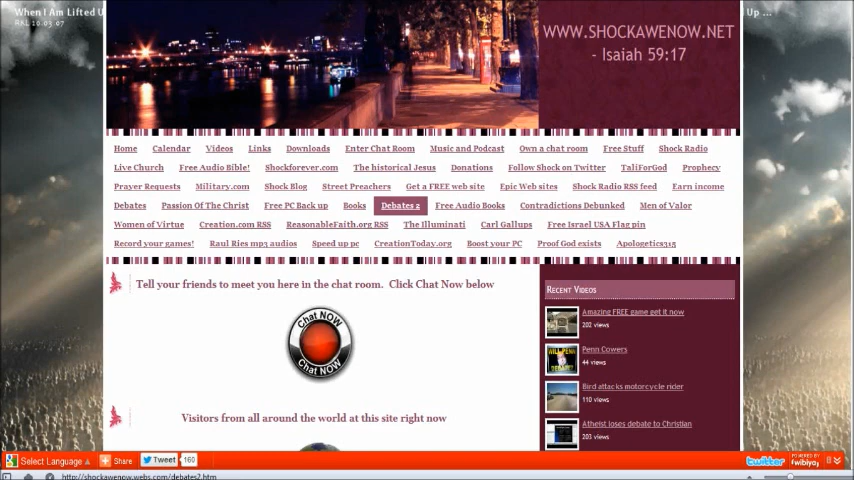 When I Am Lifted U
Up ...
RKL 10.03.07
WWW.SHOCKAWENOW.NET
- Isaiah 59:17
Home Calendar Videos Links Downloads Enter Chat Room Music and Podcast Own a chat room Free Stuff Shock Radio
Live Church Free Audio Bible! Shockforever.com The historical Jesus Donations Follow Shock on Twitter TaliForGod Prophecy
Prayer Requests Military.com Shock Blog Street Preachers Get a FREE web site Epic Web sites Shock Radio RSS feed Earn income
Debates Passion Of The Christ Free PC Back up Books Debates 2 Free Audio Books Contradictions Debunked Men of Valor
Women of Virtue Creation.com RSS ReasonableFaith.org RSS The Illuminati Carl Gallups Free Israel USA Flag pin
Record your games! Raul Ries mp3 audios Speed up pc CreationToday.org Boost your PC Proof God exists Apologetics315
Tell your friends to meet you here in the chat room. Click Chat Now below
Chat NOW
Chat NOW
Visitors from all around the world at this site right now
Recent Videos
Amazing FREE game get it now
202 views
WILL PENN
Penn Cowers
44 views
Bird attacks motorcycle rider
110 views
Atheist loses debate to Christian
203 views
Select Language Share Tweet 160
twitter POWERED BY wibiya
http://shockawenow.webs.com/debates2.htm